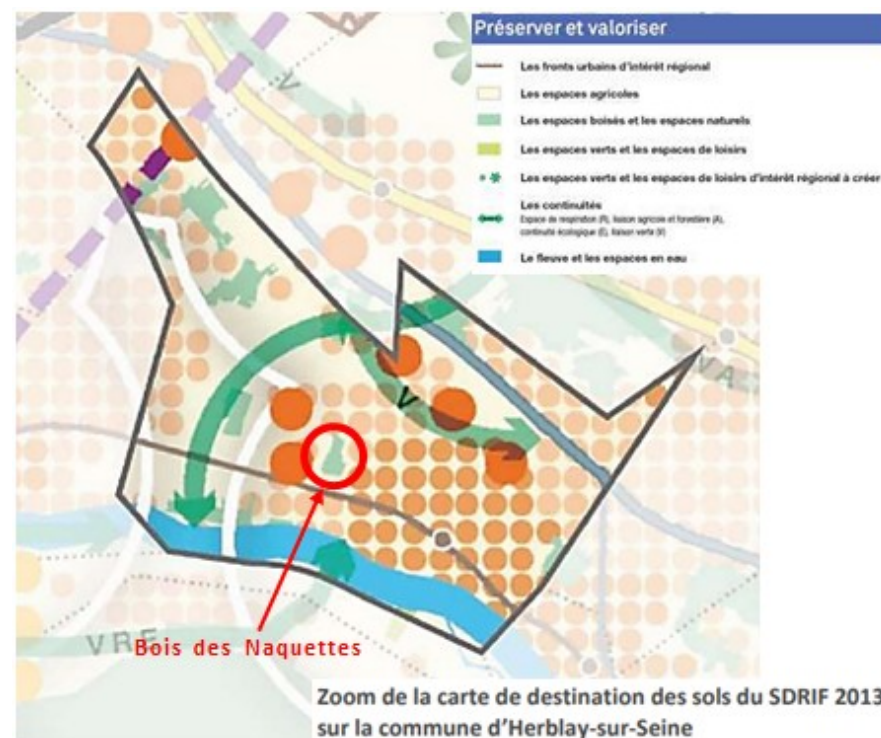 Préserver et valoriser
Les fronts urbains d'intérêt régional
Les espaces agricoles
Les espaces boisés et les espaces naturels
Les espaces verts et les espaces de loisirs
Les espaces verts et les espaces de loisirs d'intérêt régional à créer
Les continuités
Espace de respiration (R), liaison agricole et forestière (A),
continuité écologique (E), liaison verte (V)
Le fleuve et les espaces en eau
V
VA
V
VRE
Bois des Naquettes
Zoom de la carte de destination des sols du SDRIF 2013
sur la commune d'Herblay-sur-Seine